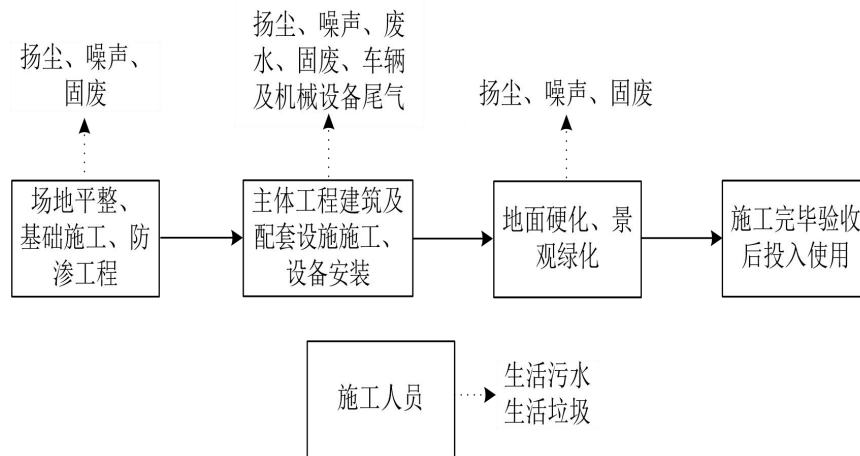 扬尘、噪声、
固废
扬尘、噪声、废
水、固废、车辆
及机械设备尾气
扬尘、噪声、固废
场地平整、
基础施工、防
渗工程
主体工程建筑及
配套设施施工、
设备安装
地面硬化、景
观绿化
施工完毕验收
后投入使用
施工人员
生活污水
生活垃圾